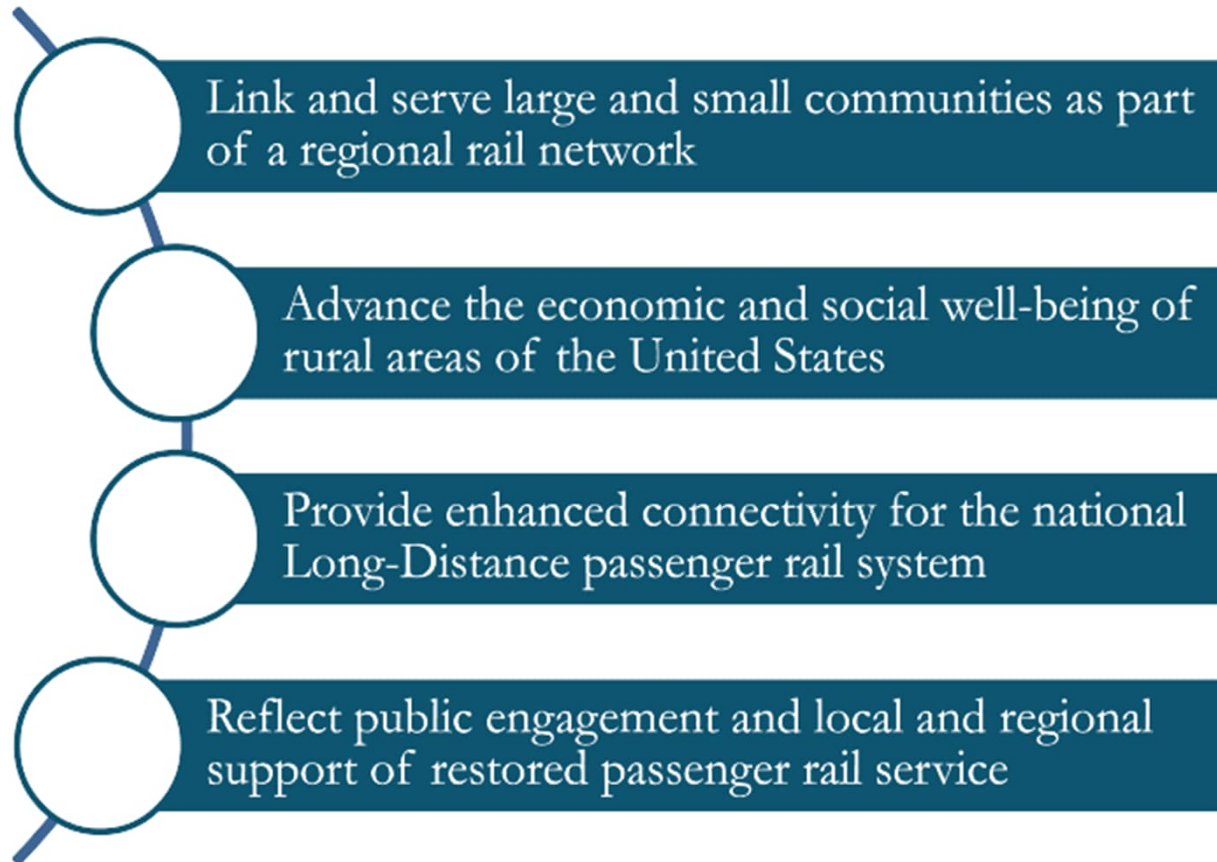 Link and serve large and small communities as part
of a regional rail network
Advance the economic and social well-being of
rural areas of the United States
Provide enhanced connectivity for the national
Long-Distance passenger rail system
Reflect public engagement and local and regional
support of restored passenger rail service